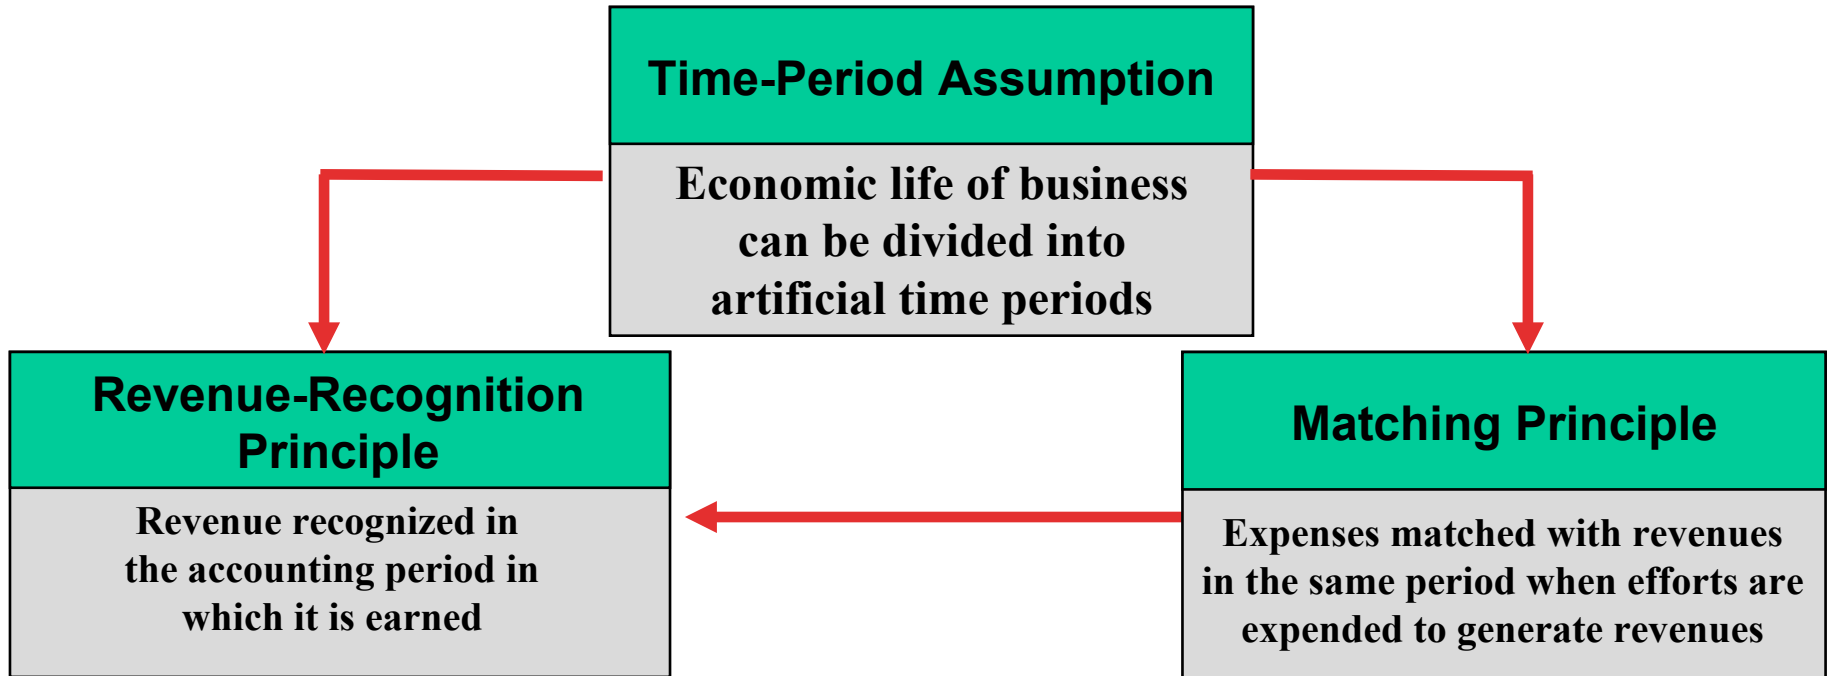 Time-Period Assumption
Economic life of business
can be divided into
artificial time periods
Revenue-Recognition
Principle
Revenue recognized in
the accounting period in
which it is earned
Matching Principle
Expenses matched with revenues
in the same period when efforts are
expended to generate revenues